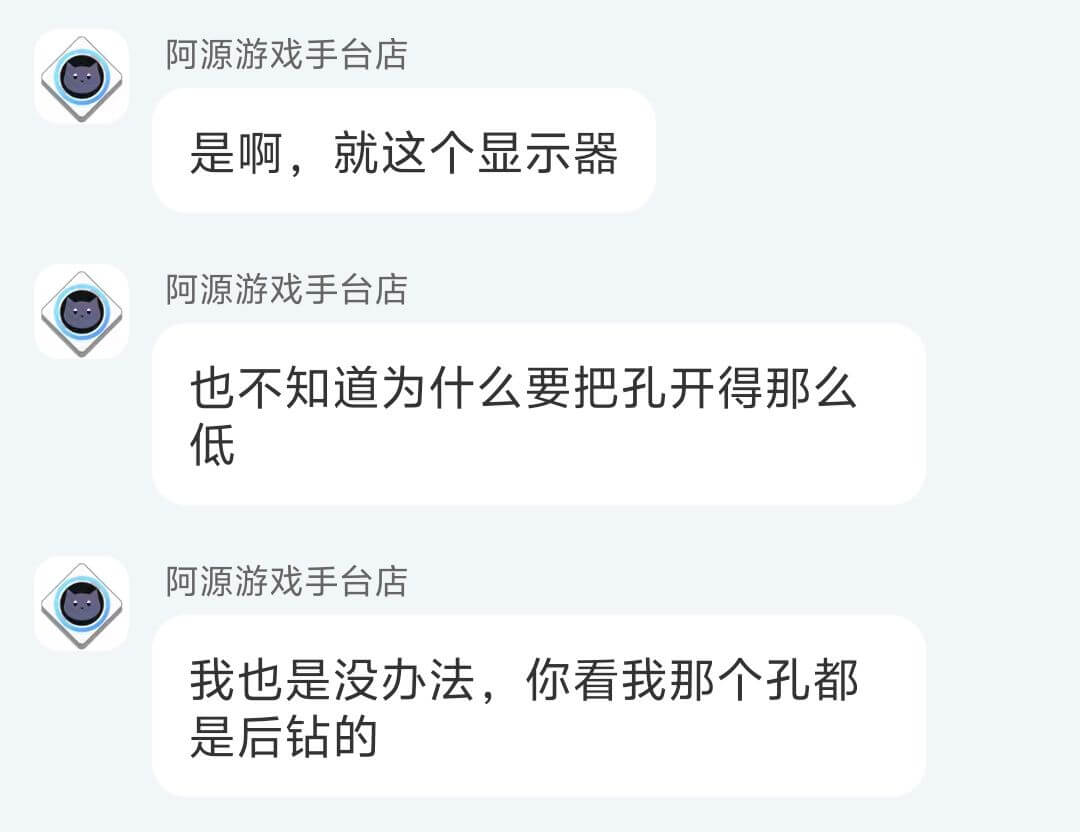 阿源游戏手台店
是啊，就这个显示器
阿源游戏手台店
也不知道为什么要把孔开得那么
低
阿源游戏手台店
我也是没办法，你看我那个孔都
是后钻的